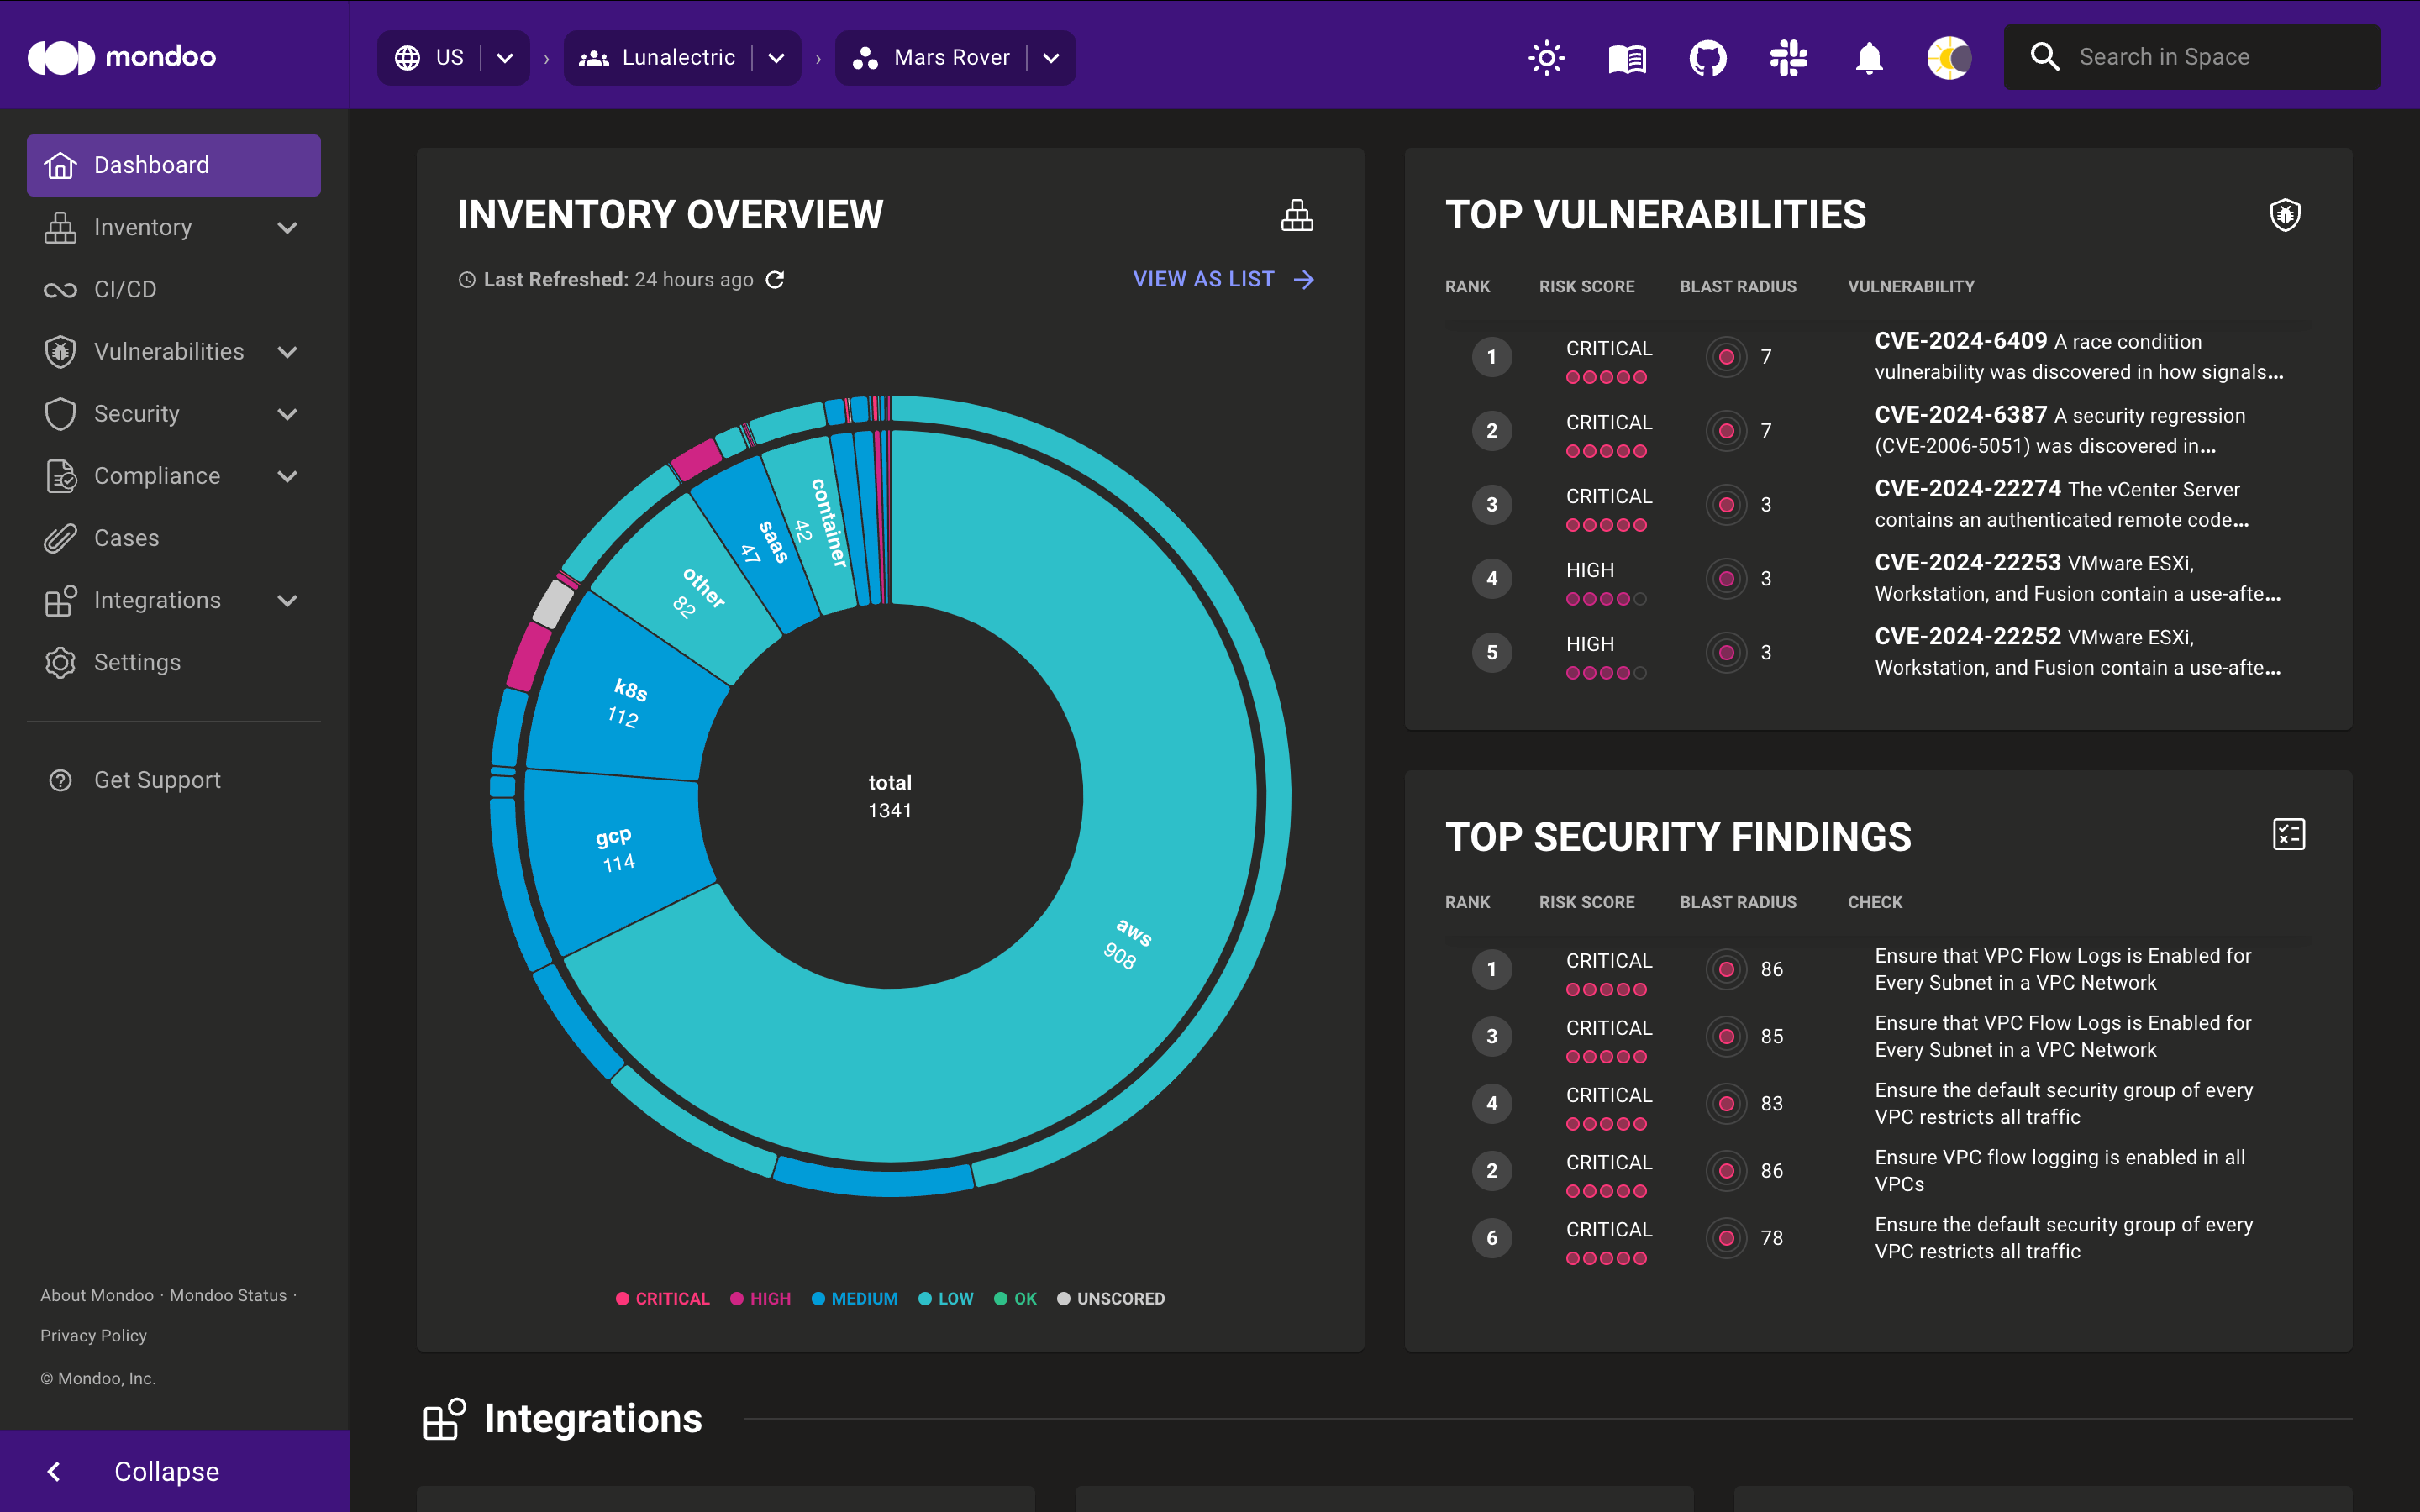 mondoo
US
Lunalectric
Mars Rover
Search in Space
Dashboard
Inventory
CI/CD
Vulnerabilities
Security
Compliance
Cases
Integrations
Settings
Get Support
About Mondoo · Mondoo Status ·
Privacy Policy
© Mondoo, Inc.
Collapse
INVENTORY OVERVIEW
Last Refreshed: 24 hours ago
VIEW AS LIST
container
42
saas
47
other
82
k8s
112
gcp
114
aws
908
total
1341
CRITICAL HIGH MEDIUM LOW OK UNSCORED
TOP VULNERABILITIES
RANK RISK SCORE BLAST RADIUS VULNERABILITY
1 CRITICAL 7 CVE-2024-6409 A race condition
vulnerability was discovered in how signals...
2 CRITICAL 7 CVE-2024-6387 A security regression
(CVE-2006-5051) was discovered in...
3 CRITICAL 3 CVE-2024-22274 The vCenter Server
contains an authenticated remote code...
4 HIGH 3 CVE-2024-22253 VMware ESXi,
Workstation, and Fusion contain a use-afte...
5 HIGH 3 CVE-2024-22252 VMware ESXi,
Workstation, and Fusion contain a use-afte...
TOP SECURITY FINDINGS
RANK RISK SCORE BLAST RADIUS CHECK
1 CRITICAL 86 Ensure that VPC Flow Logs is Enabled for
Every Subnet in a VPC Network
3 CRITICAL 85 Ensure that VPC Flow Logs is Enabled for
Every Subnet in a VPC Network
4 CRITICAL 83 Ensure the default security group of every
VPC restricts all traffic
2 CRITICAL 86 Ensure VPC flow logging is enabled in all
VPCs
6 CRITICAL 78 Ensure the default security group of every
VPC restricts all traffic
Integrations